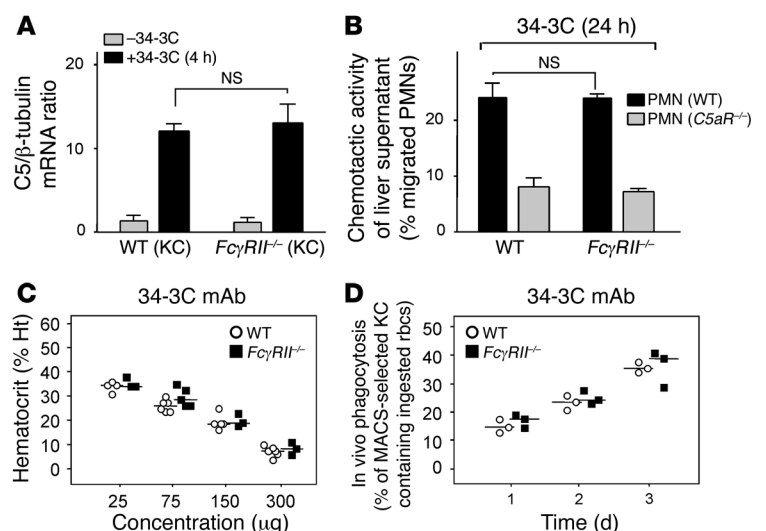 A
−34-3C
+34-3C (4 h)
C5/β-tubulin
mRNA ratio
20
10
0
NS
WT (KC)
FcγRII–/– (KC)
B
34-3C (24 h)
Chemotactic activity
of liver supernatant
(% migrated PMNs)
20
10
0
NS
PMN (WT)
PMN (C5aR–/–)
WT
FcγRII–/–
C
34-3C mAb
Hematocrit (% Ht)
60
50
40
30
20
10
0
WT
FcγRII–/–
25
75
150
300
Concentration (μg)
D
34-3C mAb
In vivo phagocytosis
(% of MACS-selected KC
containing ingested rbcs)
50
40
30
20
10
0
WT
FcγRII–/–
1
2
3
Time (d)